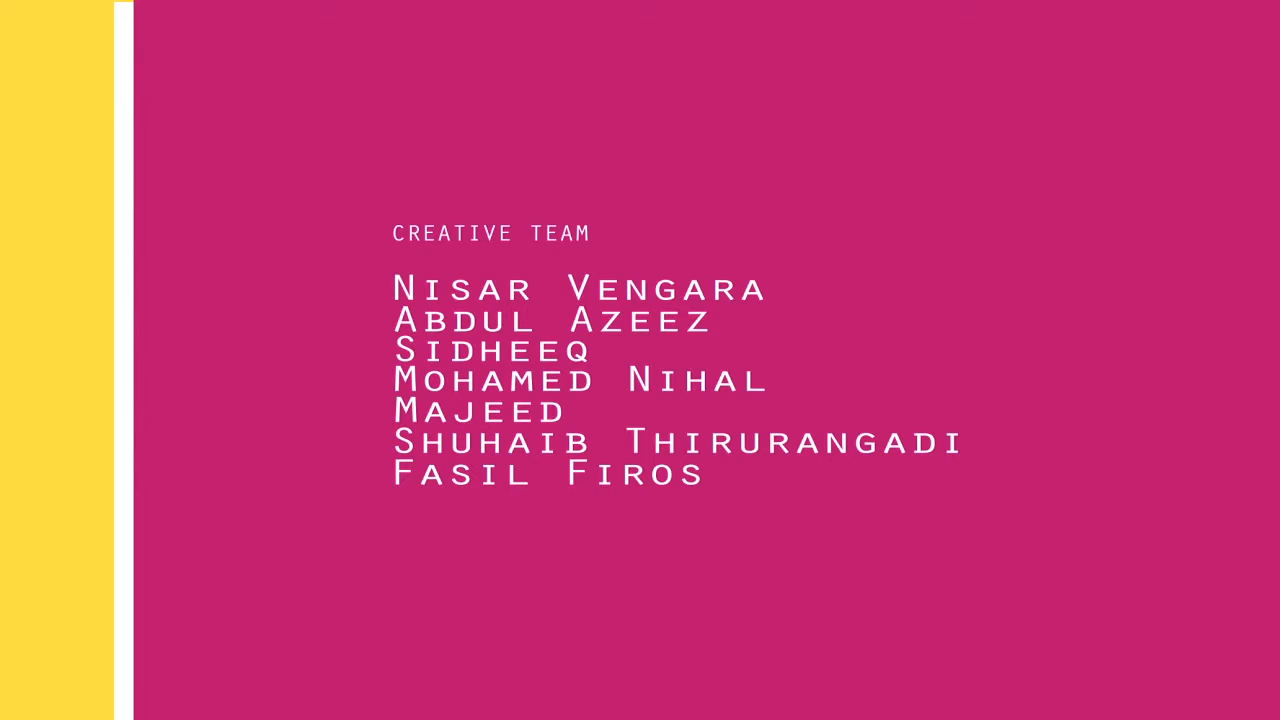 CREATIVE TEAM
NISAR VENGARA
ABDUL AZEEZ
SIDHEEQ
MOHAMED NIHAL
MAJEED
SHUHAIB THIRURANGADI
FASIL FIROS